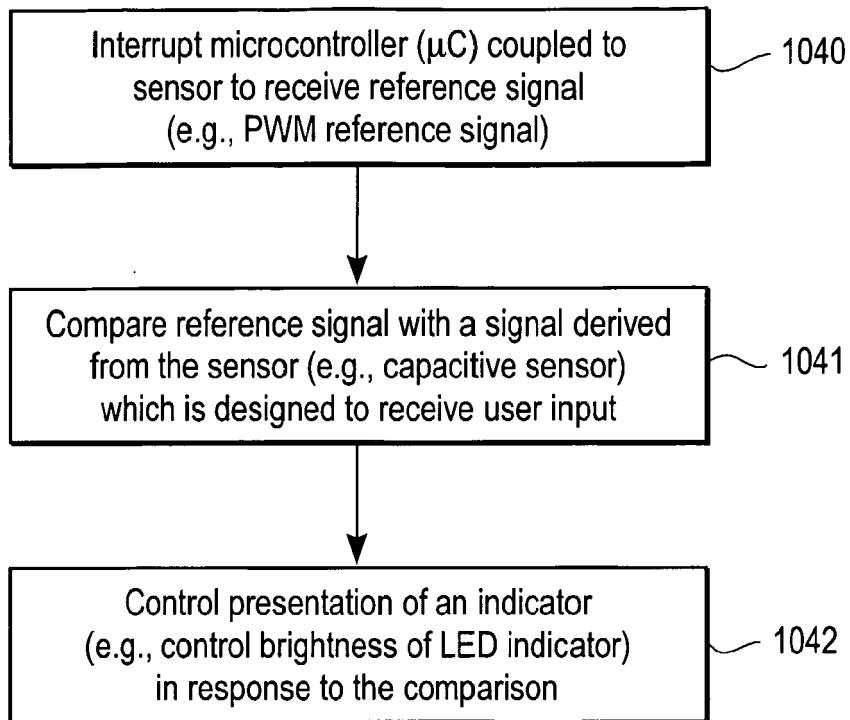 Interrupt microcontroller (μC) coupled to
sensor to receive reference signal
(e.g., PWM reference signal)
1040
Compare reference signal with a signal derived
from the sensor (e.g., capacitive sensor)
which is designed to receive user input
1041
Control presentation of an indicator
(e.g., control brightness of LED indicator)
in response to the comparison
1042